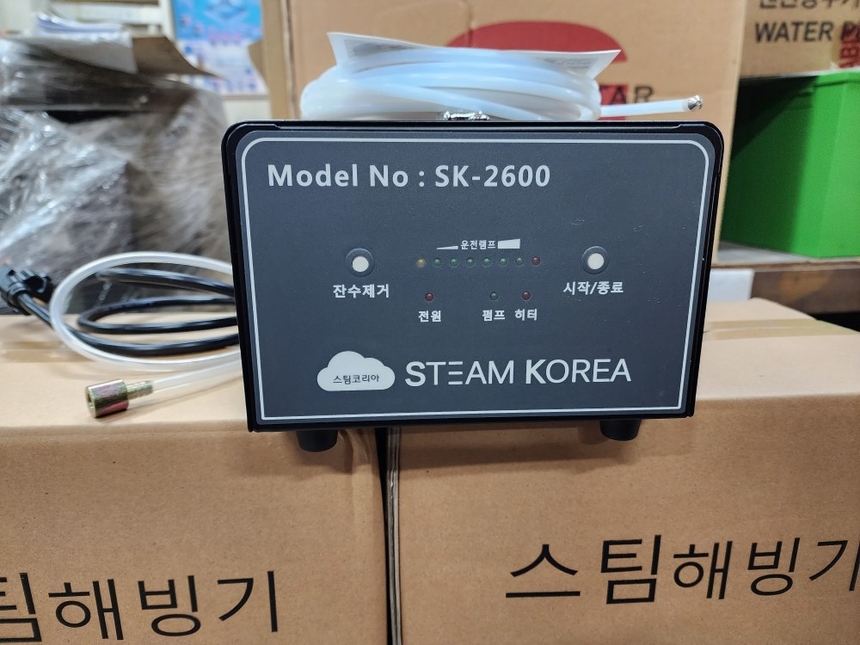 WATER P
AR
Model No : SK-2600
운전램프
잔수제거
시작/종료
전원
펌프 히터
스팀코리아
STEAM KOREA
팀해빙기
스팀해빙기